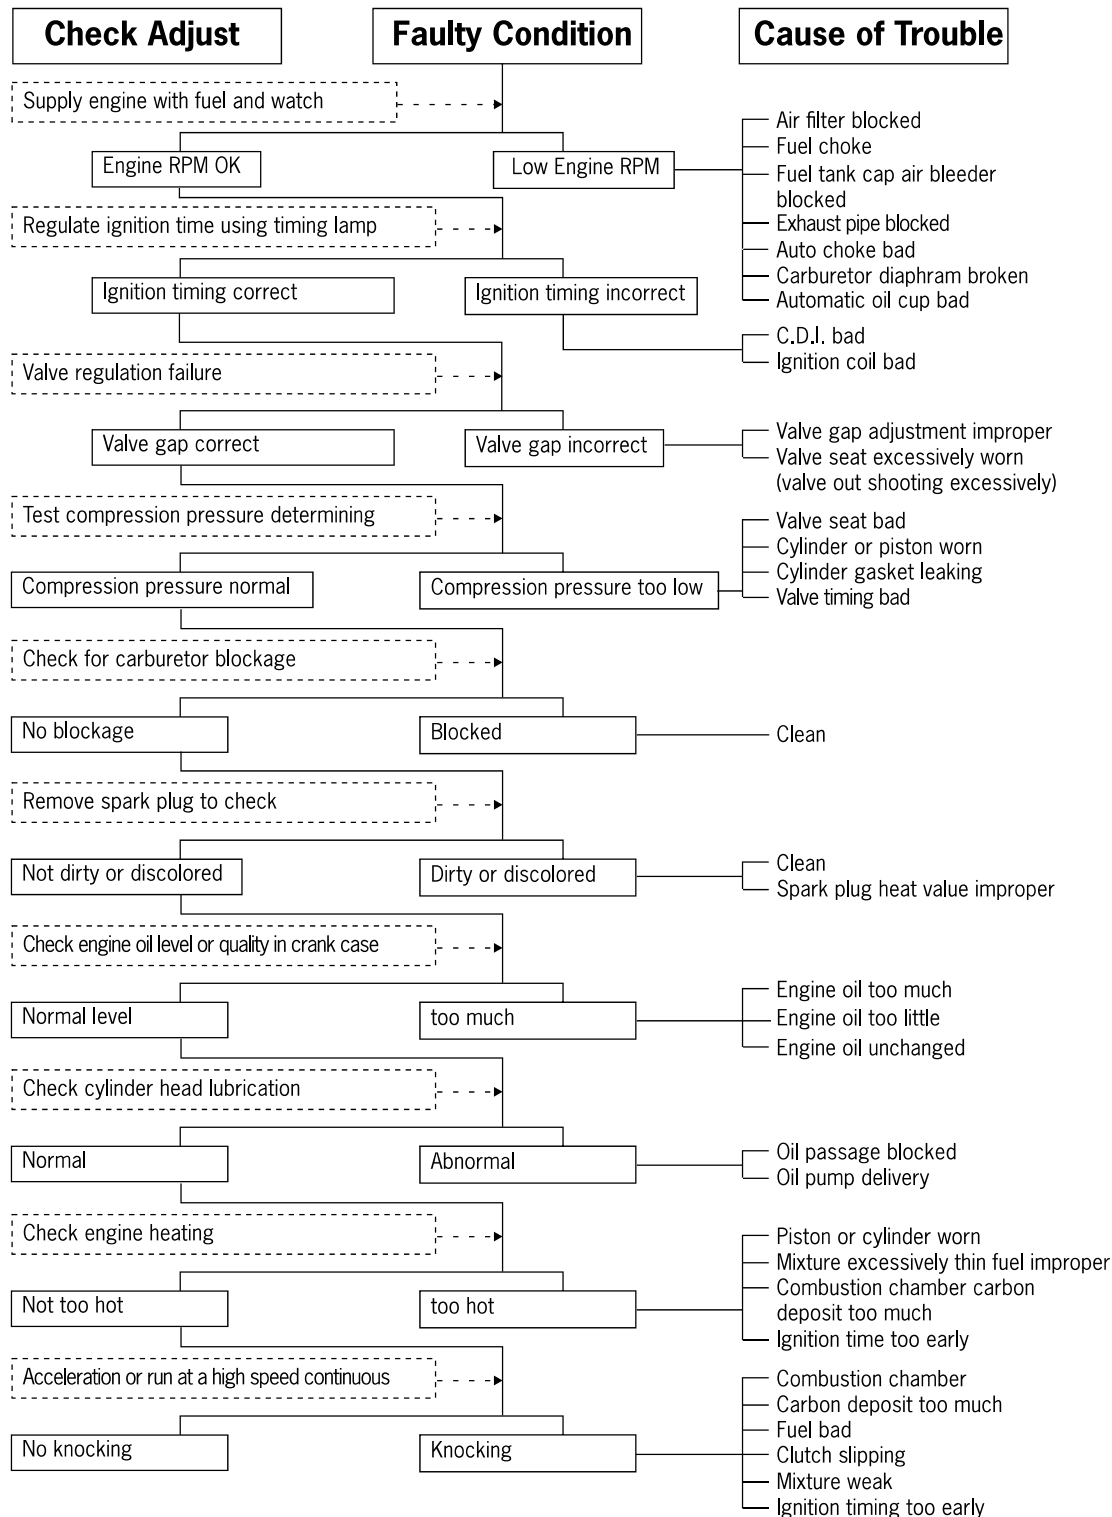 Check Adjust
Faulty Condition
Cause of Trouble
Supply engine with fuel and watch
Engine RPM OK
Low Engine RPM
Air filter blocked
Fuel choke
Fuel tank cap air bleeder
blocked
Exhaust pipe blocked
Auto choke bad
Carburetor diaphram broken
Automatic oil cup bad
Regulate ignition time using timing lamp
Ignition timing correct
Ignition timing incorrect
C.D.I. bad
Ignition coil bad
Valve regulation failure
Valve gap correct
Valve gap incorrect
Valve gap adjustment improper
Valve seat excessively worn
(valve out shooting excessively)
Test compression pressure determining
Compression pressure normal
Compression pressure too low
Valve seat bad
Cylinder or piston worn
Cylinder gasket leaking
Valve timing bad
Check for carburetor blockage
No blockage
Blocked
Clean
Remove spark plug to check
Not dirty or discolored
Dirty or discolored
Clean
Spark plug heat value improper
Check engine oil level or quality in crank case
Normal level
too much
Engine oil too much
Engine oil too little
Engine oil unchanged
Check cylinder head lubrication
Normal
Abnormal
Oil passage blocked
Oil pump delivery
Check engine heating
Not too hot
too hot
Piston or cylinder worn
Mixture excessively thin fuel improper
Combustion chamber carbon
deposit too much
Ignition time too early
Acceleration or run at a high speed continuous
No knocking
Knocking
Combustion chamber
Carbon deposit too much
Fuel bad
Clutch slipping
Mixture weak
Ignition timing too early